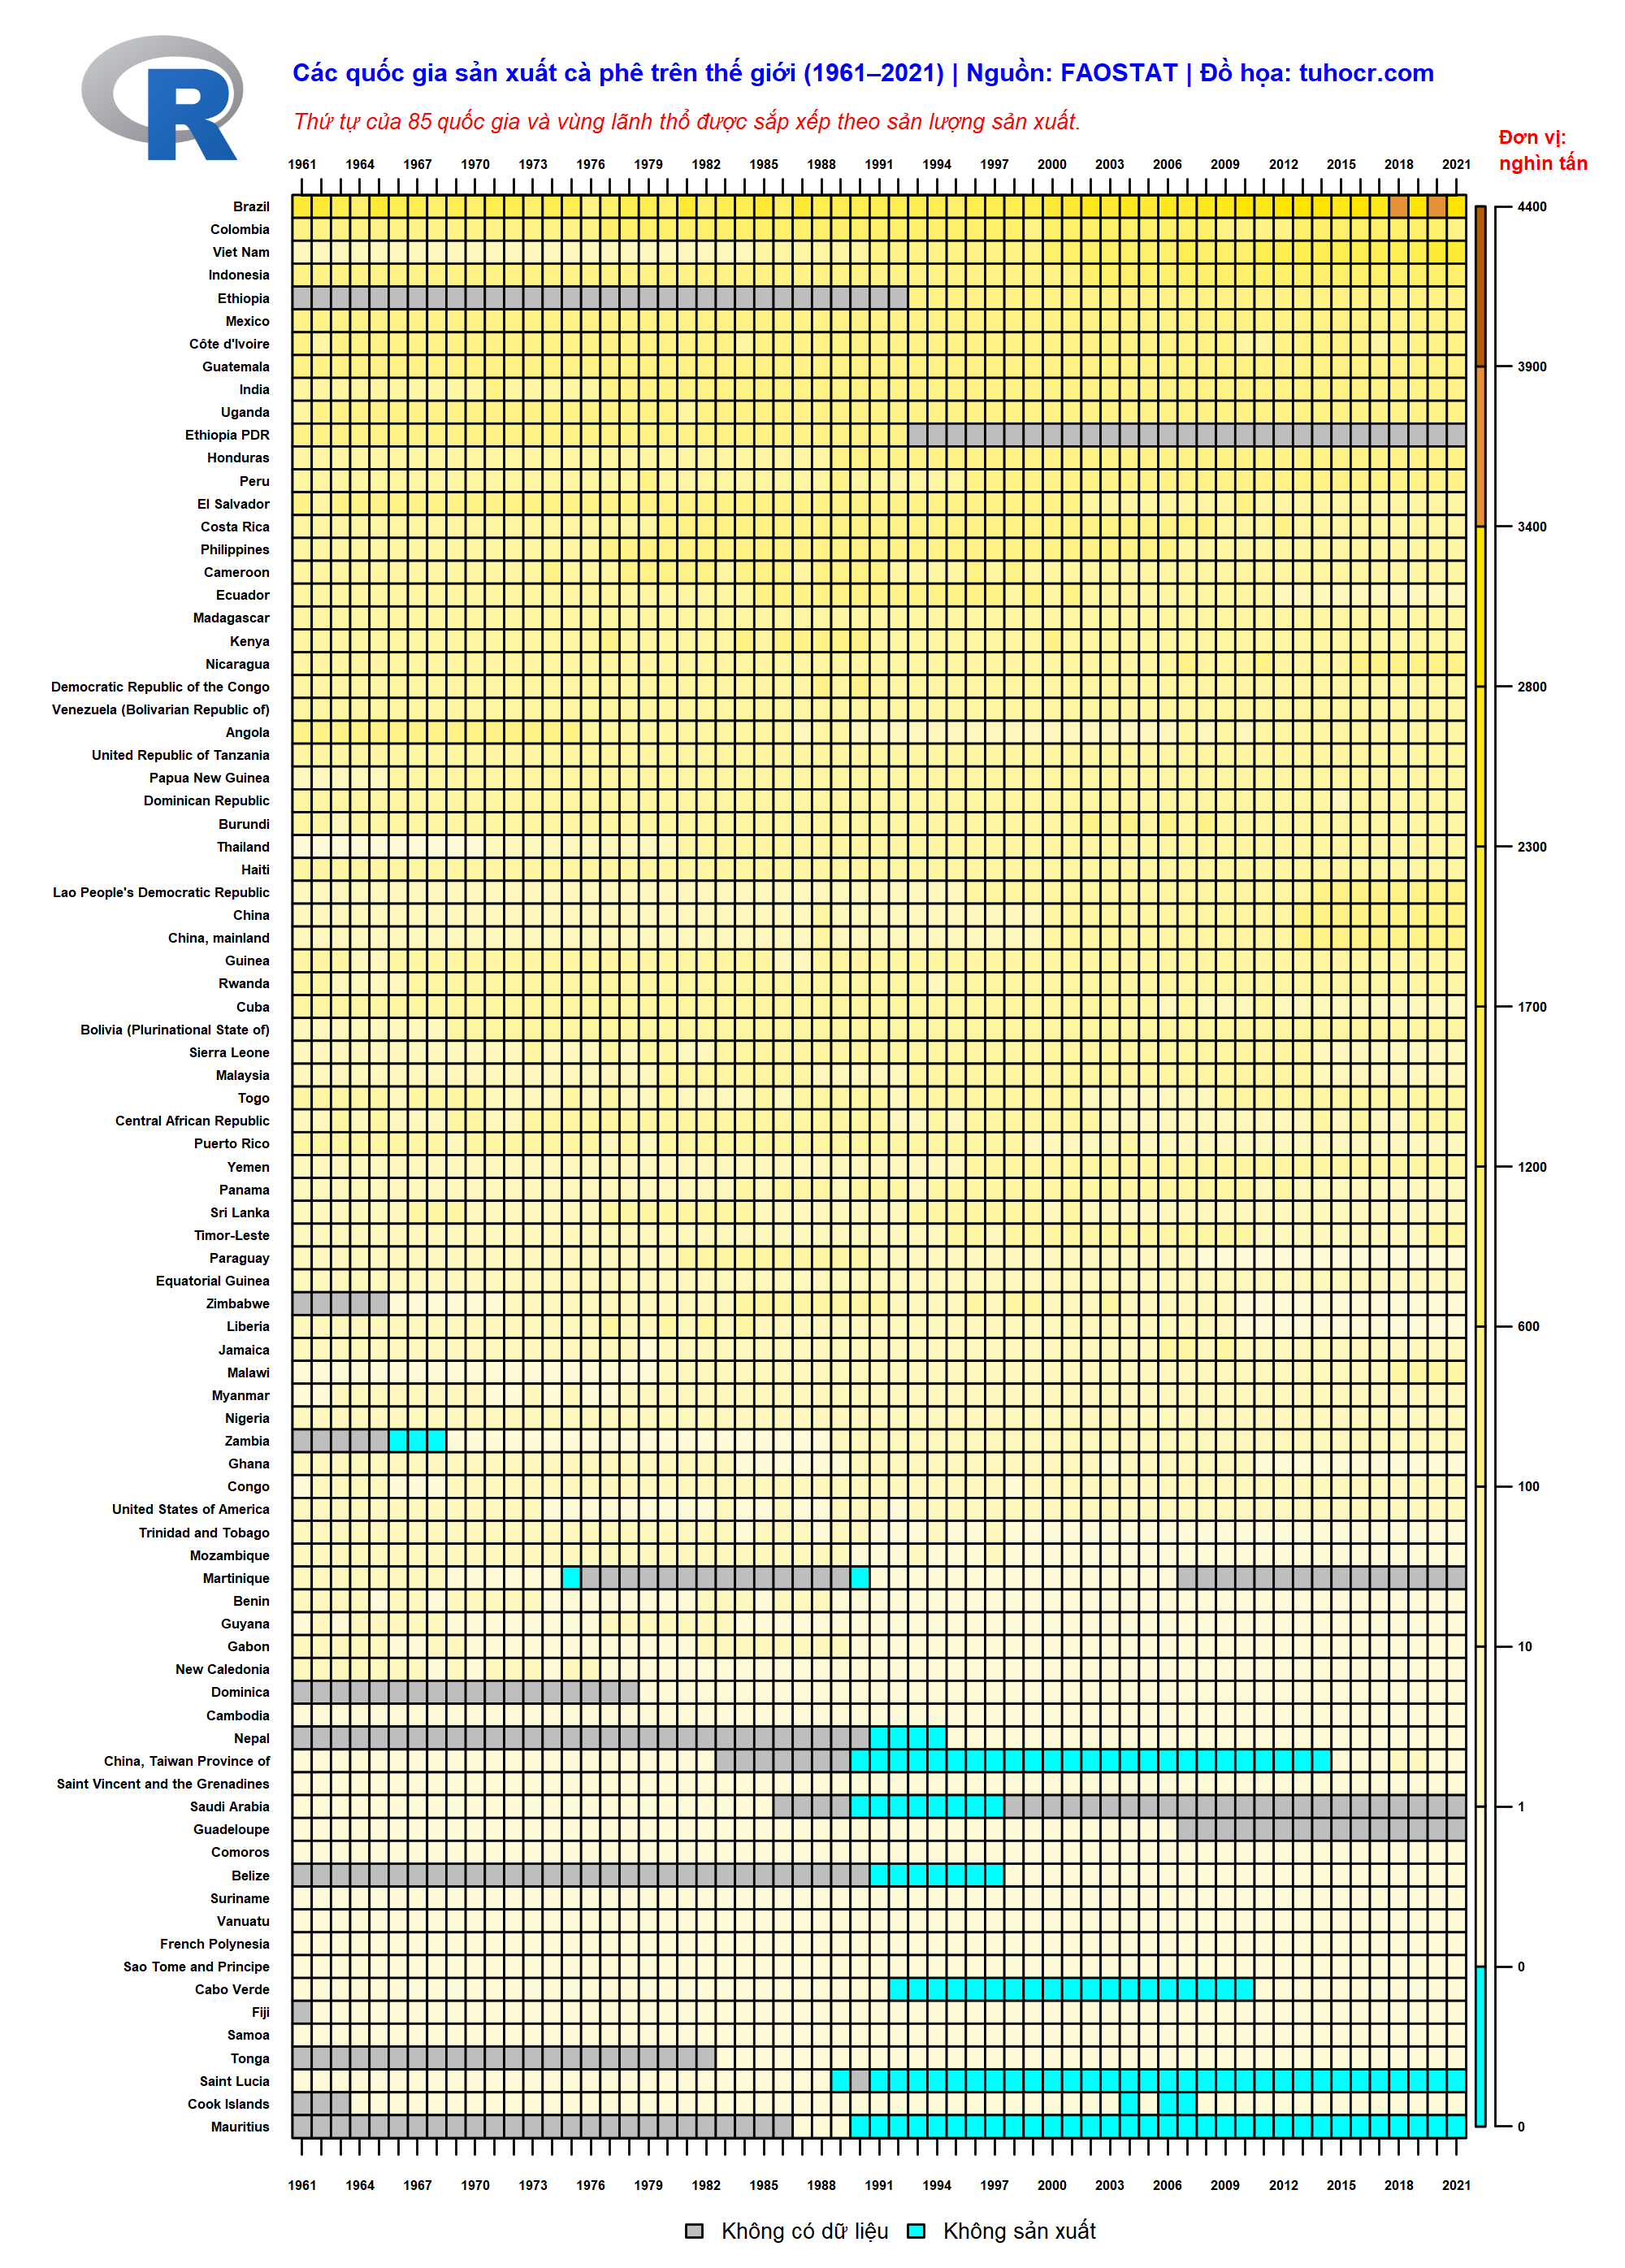 R
Các quốc gia sản xuất cà phê trên thế giới (1961–2021) | Nguồn: FAOSTAT | Đồ họa: tuhocr.com
Thứ tự của 85 quốc gia và vùng lãnh thổ được sắp xếp theo sản lượng sản xuất.
Đơn vị:
nghìn tấn
1961 1964 1967 1970 1973 1976 1979 1982 1985 1988 1991 1994 1997 2000 2003 2006 2009 2012 2015 2018 2021
Brazil
Colombia
Viet Nam
Indonesia
Ethiopia
Mexico
Côte d'Ivoire
Guatemala
India
Uganda
Ethiopia PDR
Honduras
Peru
El Salvador
Costa Rica
Philippines
Cameroon
Ecuador
Madagascar
Kenya
Nicaragua
Democratic Republic of the Congo
Venezuela (Bolivarian Republic of)
Angola
United Republic of Tanzania
Papua New Guinea
Dominican Republic
Burundi
Thailand
Haiti
Lao People's Democratic Republic
China
China, mainland
Guinea
Rwanda
Cuba
Bolivia (Plurinational State of)
Sierra Leone
Malaysia
Togo
Central African Republic
Puerto Rico
Yemen
Panama
Sri Lanka
Timor-Leste
Paraguay
Equatorial Guinea
Zimbabwe
Liberia
Jamaica
Malawi
Myanmar
Nigeria
Zambia
Ghana
Congo
United States of America
Trinidad and Tobago
Mozambique
Martinique
Benin
Guyana
Gabon
New Caledonia
Dominica
Cambodia
Nepal
China, Taiwan Province of
Saint Vincent and the Grenadines
Saudi Arabia
Guadeloupe
Comoros
Belize
Suriname
Vanuatu
French Polynesia
Sao Tome and Principe
Cabo Verde
Fiji
Samoa
Tonga
Saint Lucia
Cook Islands
Mauritius
4400
3900
3400
2800
2300
1700
1200
600
100
10
1
0
0
1961 1964 1967 1970 1973 1976 1979 1982 1985 1988 1991 1994 1997 2000 2003 2006 2009 2012 2015 2018 2021
Không có dữ liệu Không sản xuất